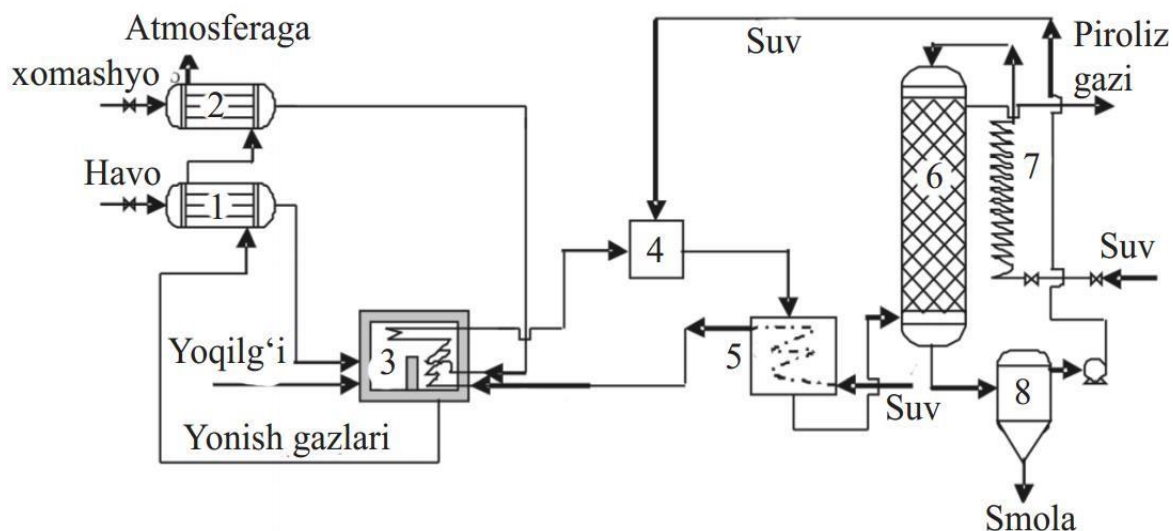 Atmosferaga
xomashyo
2
Havo
1
Yoqilg‘i
3
Yonish gazlari
4
Suv
5
Suv
6
7
Piroliz
gazi
Suv
8
Smola